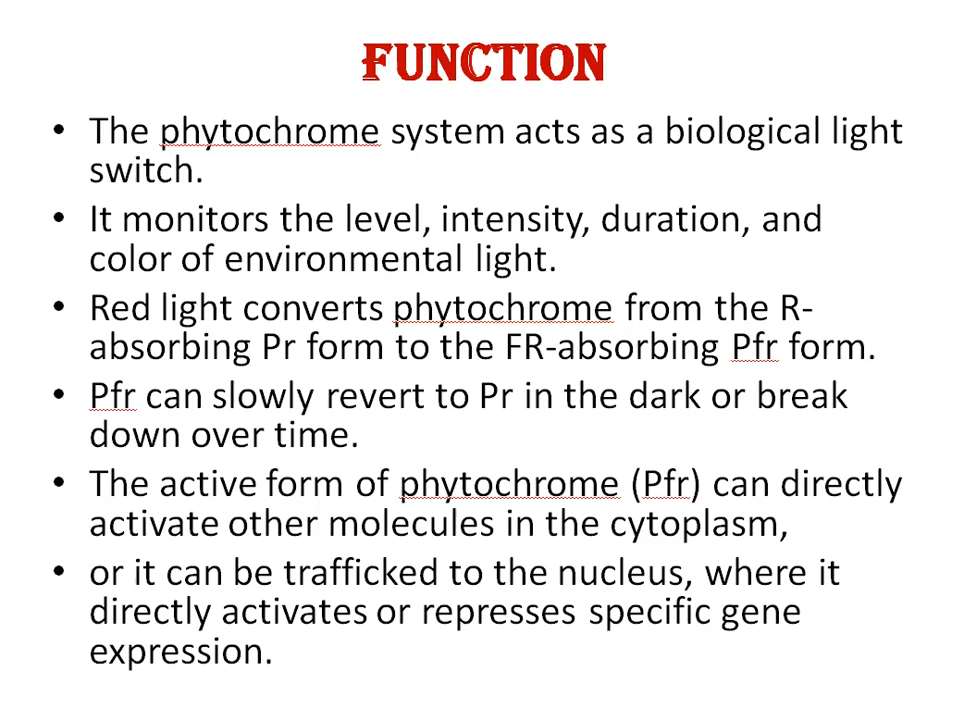 FUNCTION
• The phytochrome system acts as a biological light
switch.
• It monitors the level, intensity, duration, and
color of environmental light.
• Red light converts phytochrome from the R-
absorbing Pr form to the FR-absorbing Pfr form.
• Pfr can slowly revert to Pr in the dark or break
down over time.
• The active form of phytochrome (Pfr) can directly
activate other molecules in the cytoplasm,
• or it can be trafficked to the nucleus, where it
directly activates or represses specific gene
expression.